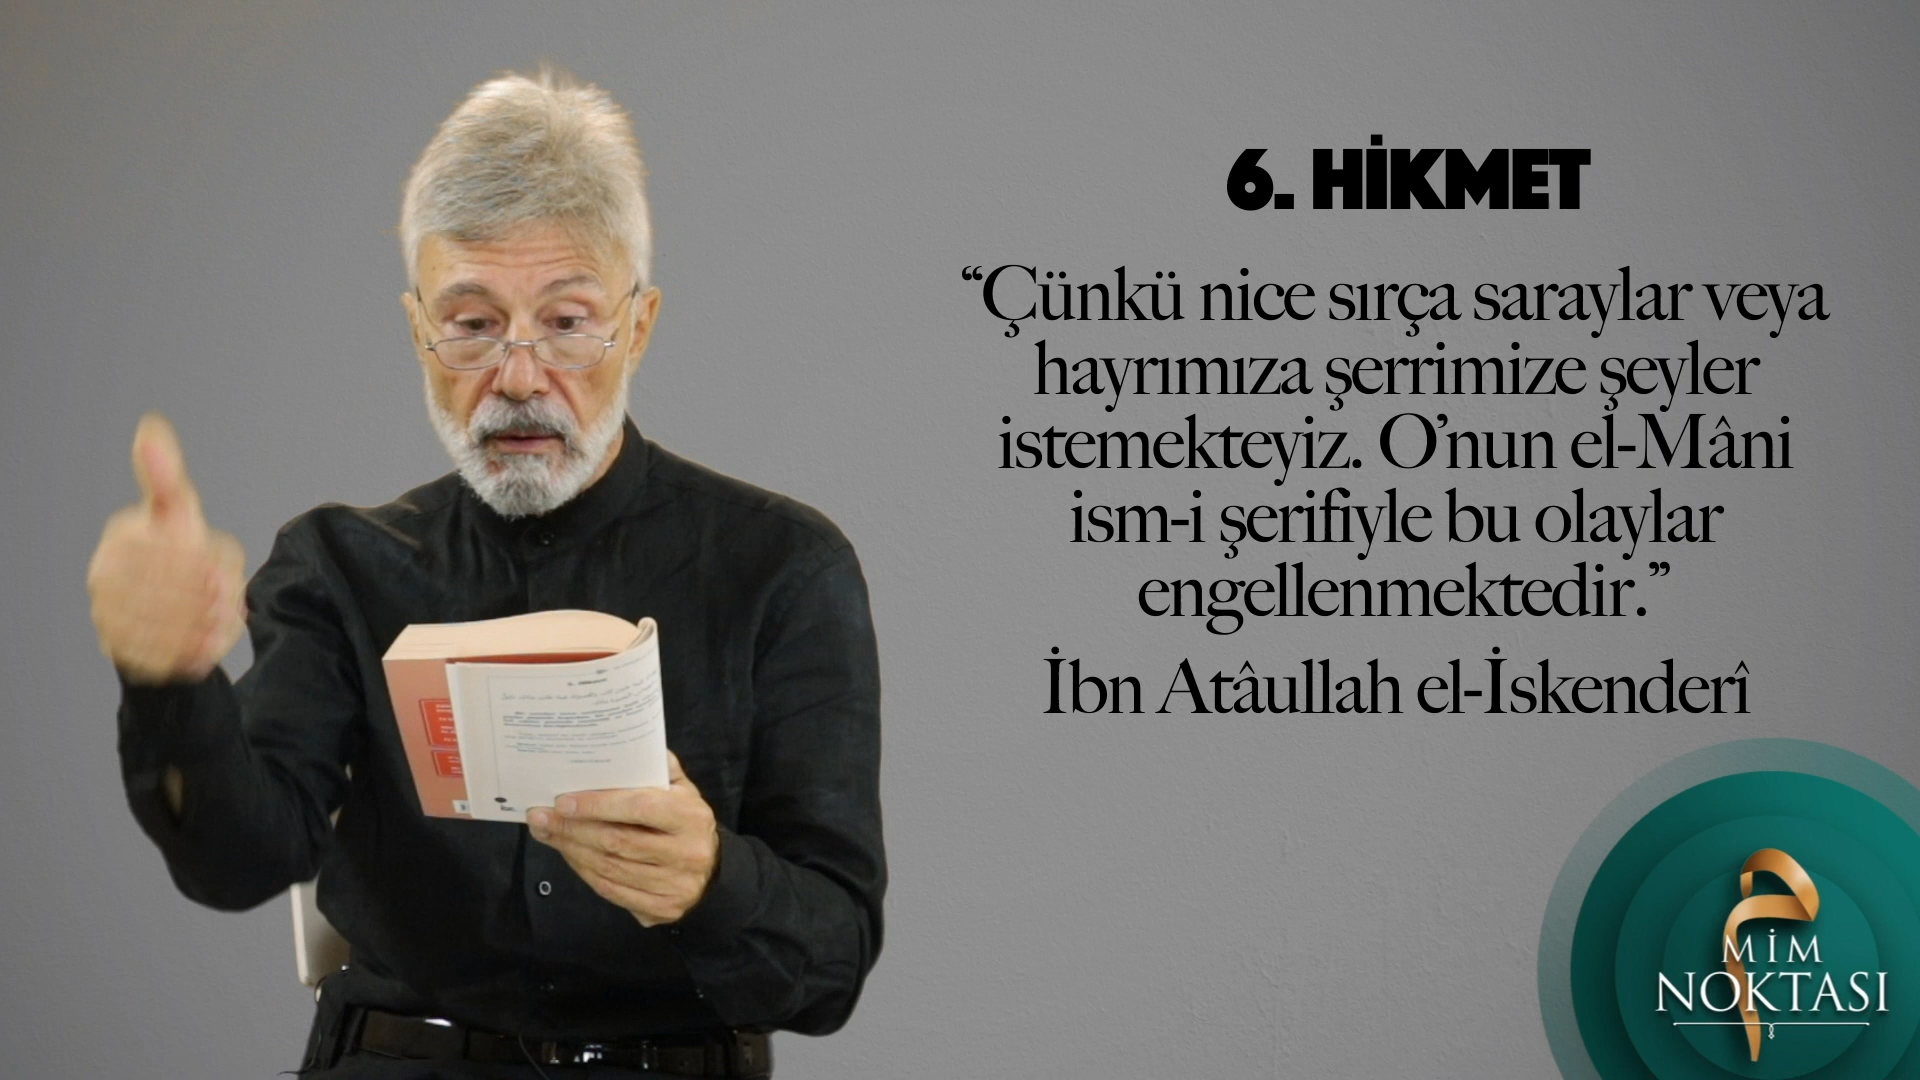 6. HİKMET
“Çünkü nice sırça saraylar veya
hayrımıza şerrimize şeyler
istemekteyiz. O’nun el-Mâni
ism-i şerifiyle bu olaylar
engellenmektedir.”
İbn Atâullah el-İskenderî
MİM
NOKTASI